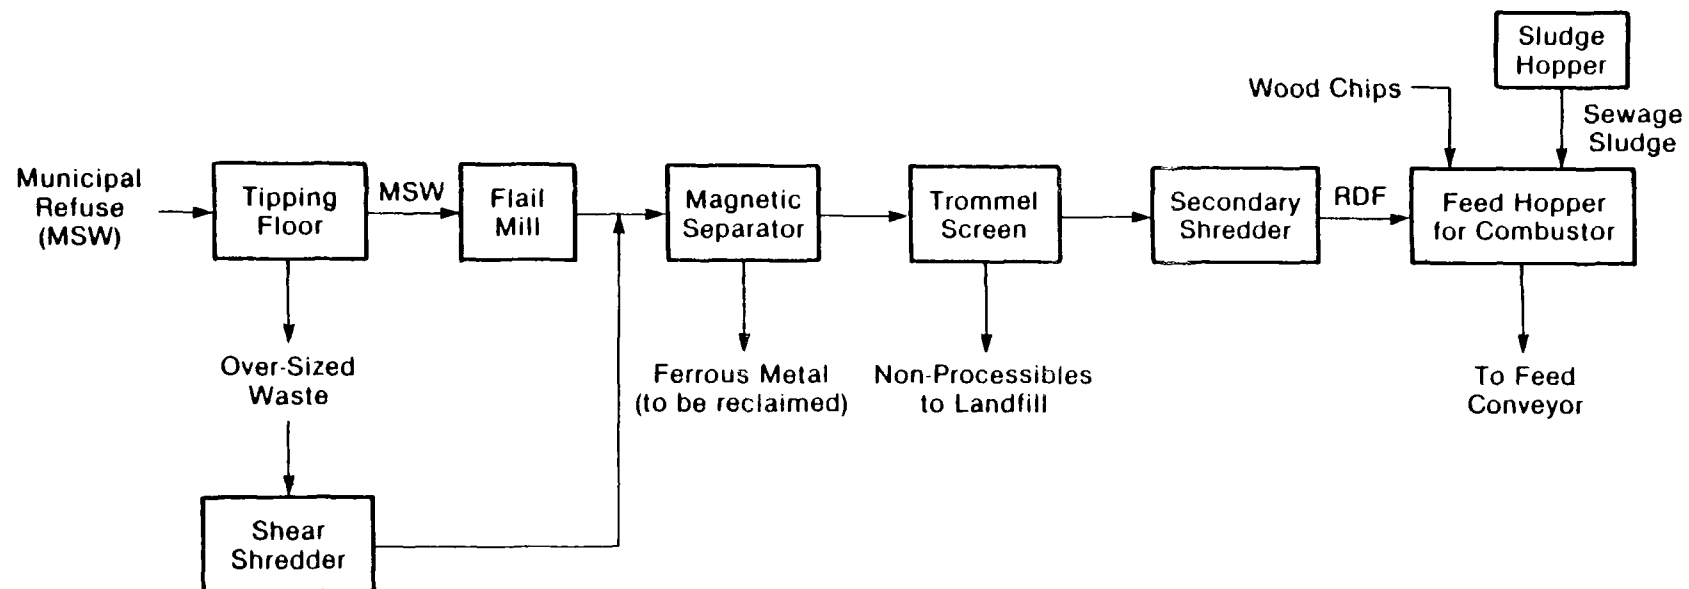 Sludge
Hopper
Wood Chips
Sewage
Sludge
Municipal
Refuse
(MSW)
Tipping
Floor
MSW
Flail
Mill
Magnetic
Separator
Trommel
Screen
Secondary
Shredder
RDF
Feed Hopper
for Combustor
Over-Sized
Waste
Ferrous Metal
(to be reclaimed)
Non-Processibles
to Landfill
To Feed
Conveyor
Shear
Shredder